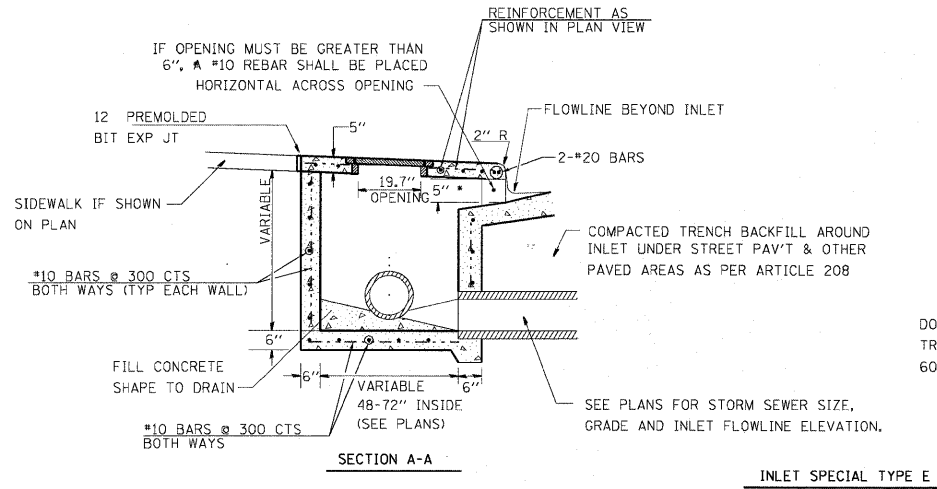 REINFORCEMENT AS
SHOWN IN PLAN VIEW
IF OPENING MUST BE GREATER THAN
6", A #10 REBAR SHALL BE PLACED
HORIZONTAL ACROSS OPENING
FLOWLINE BEYOND INLET
12 PREMOLDED
BIT EXP JT
5"
2" R
2-#20 BARS
19.7"
OPENING
5"
*
SIDEWALK IF SHOWN
ON PLAN
VARIABLE
COMPACTED TRENCH BACKFILL AROUND
INLET UNDER STREET PAV'T & OTHER
PAVED AREAS AS PER ARTICLE 208
#10 BARS @ 300 CTS
BOTH WAYS (TYP EACH WALL)
DO
TR
60
6"
FILL CONCRETE
SHAPE TO DRAIN
6"
VARIABLE
48-72" INSIDE
(SEE PLANS)
6"
SEE PLANS FOR STORM SEWER SIZE,
GRADE AND INLET FLOWLINE ELEVATION.
#10 BARS @ 300 CTS
BOTH WAYS
SECTION A-A
INLET SPECIAL TYPE E